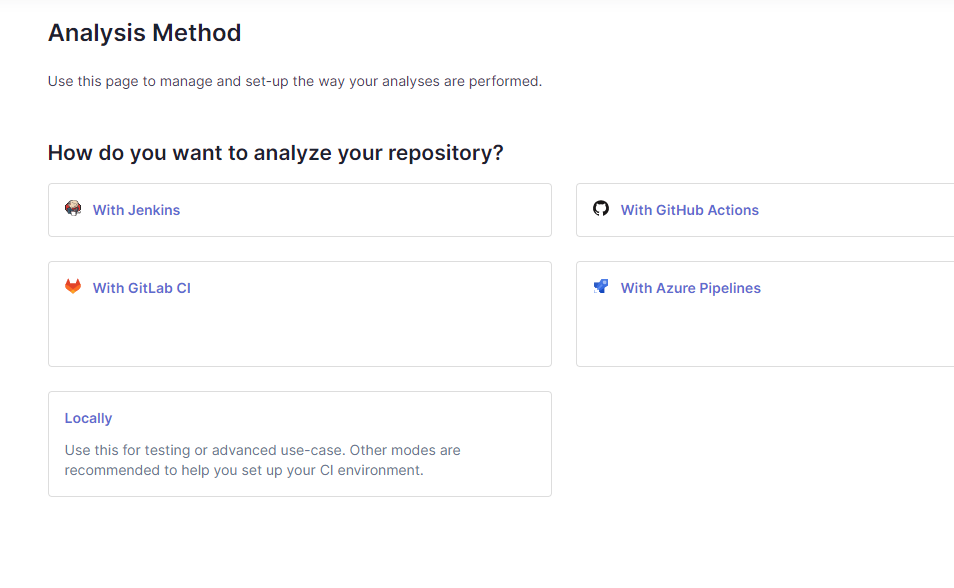 Analysis Method
Use this page to manage and set-up the way your analyses are performed.
How do you want to analyze your repository?
With Jenkins
With GitHub Actions
With GitLab CI
With Azure Pipelines
Locally
Use this for testing or advanced use-case. Other modes are
recommended to help you set up your CI environment.